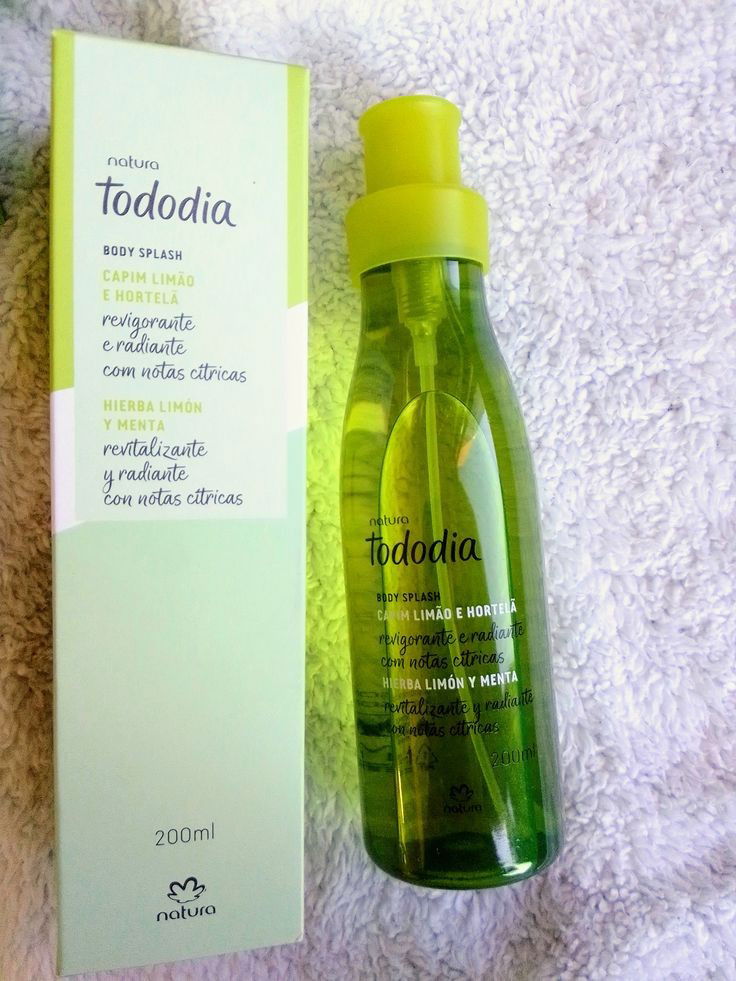 natura
tododia
BODY SPLASH
CAPIM LIMÃO
E HORTELÃ
revigorante
e radiante
com notas cítricas
HIERBA LIMÓN
Y MENTA
revitalizante
y radiante
con notas cítricas
200ml
natura
natura
tododia
BODY SPLASH
CAPIM LIMÃO E HORTELÃ
revigorante e radiante
com notas cítricas
HIERBA LIMÓN Y MENTA
revitalizante y radiante
con notas cítricas
200ml
natura